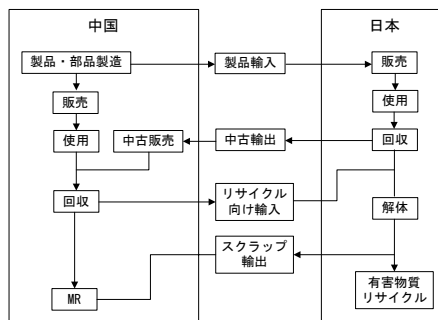 中国
日本
製品・部品製造
製品輸入
販売
販売
使用
使用
中古販売
中古輸出
回収
回収
リサイクル
向け輸入
解体
スクラップ
輸出
MR
有害物質
リサイクル